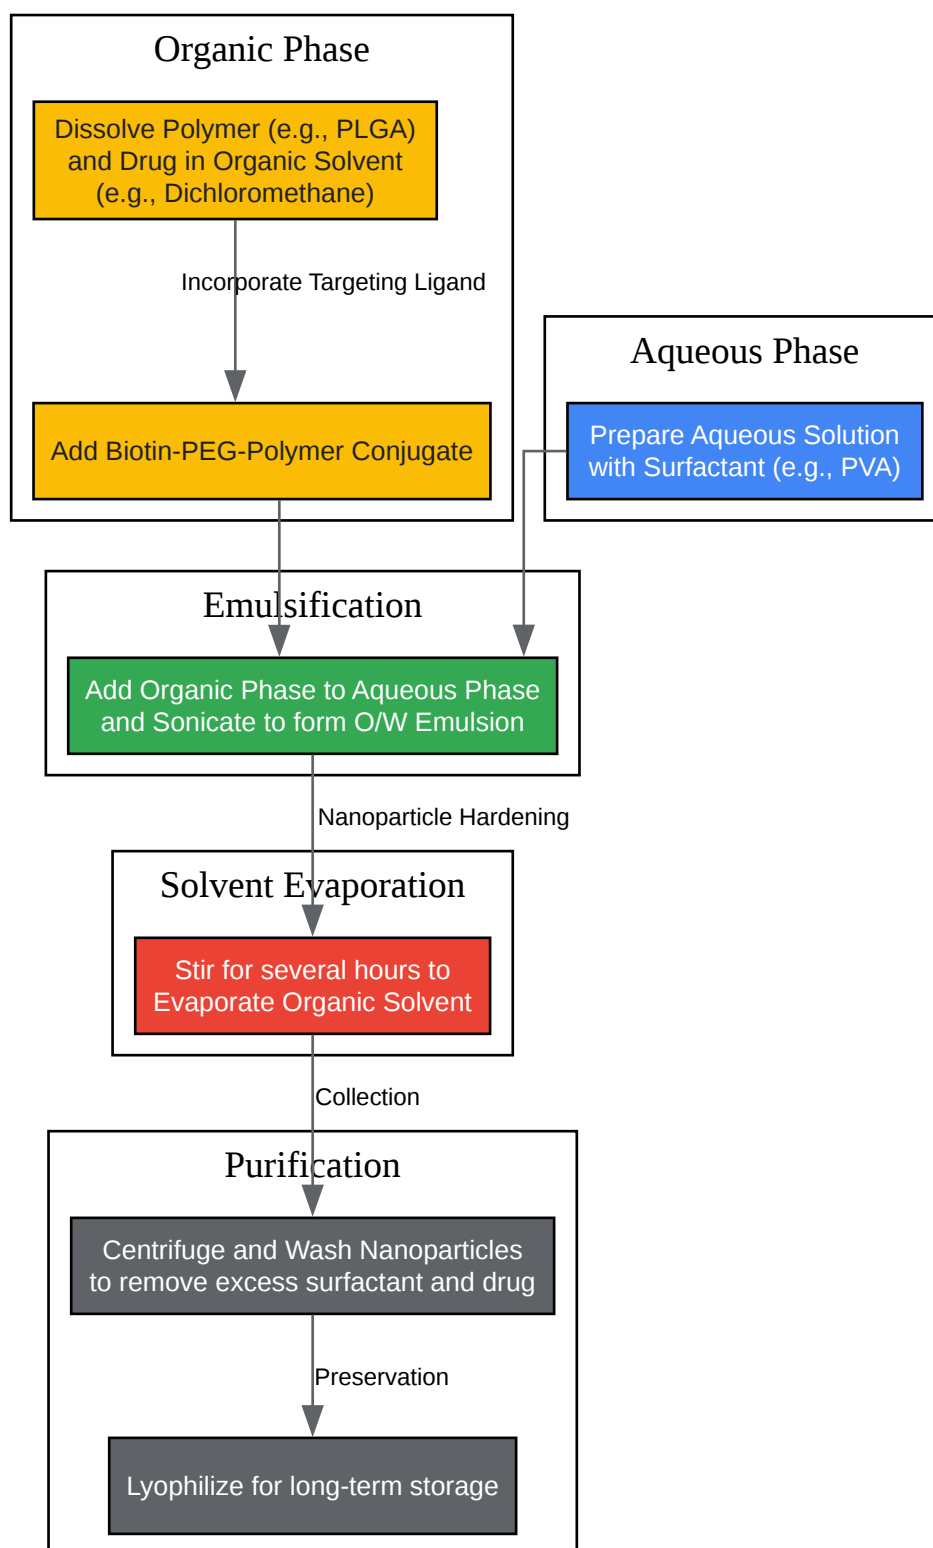 Organic Phase
Dissolve Polymer (e.g., PLGA)
and Drug in Organic Solvent
(e.g., Dichloromethane)
Incorporate Targeting Ligand
Add Biotin-PEG-Polymer Conjugate
Aqueous Phase
Prepare Aqueous Solution
with Surfactant (e.g., PVA)
Emulsification
Add Organic Phase to Aqueous Phase
and Sonicate to form O/W Emulsion
Nanoparticle Hardening
Solvent Evaporation
Stir for several hours to
Evaporate Organic Solvent
Collection
Purification
Centrifuge and Wash Nanoparticles
to remove excess surfactant and drug
Preservation
Lyophilize for long-term storage